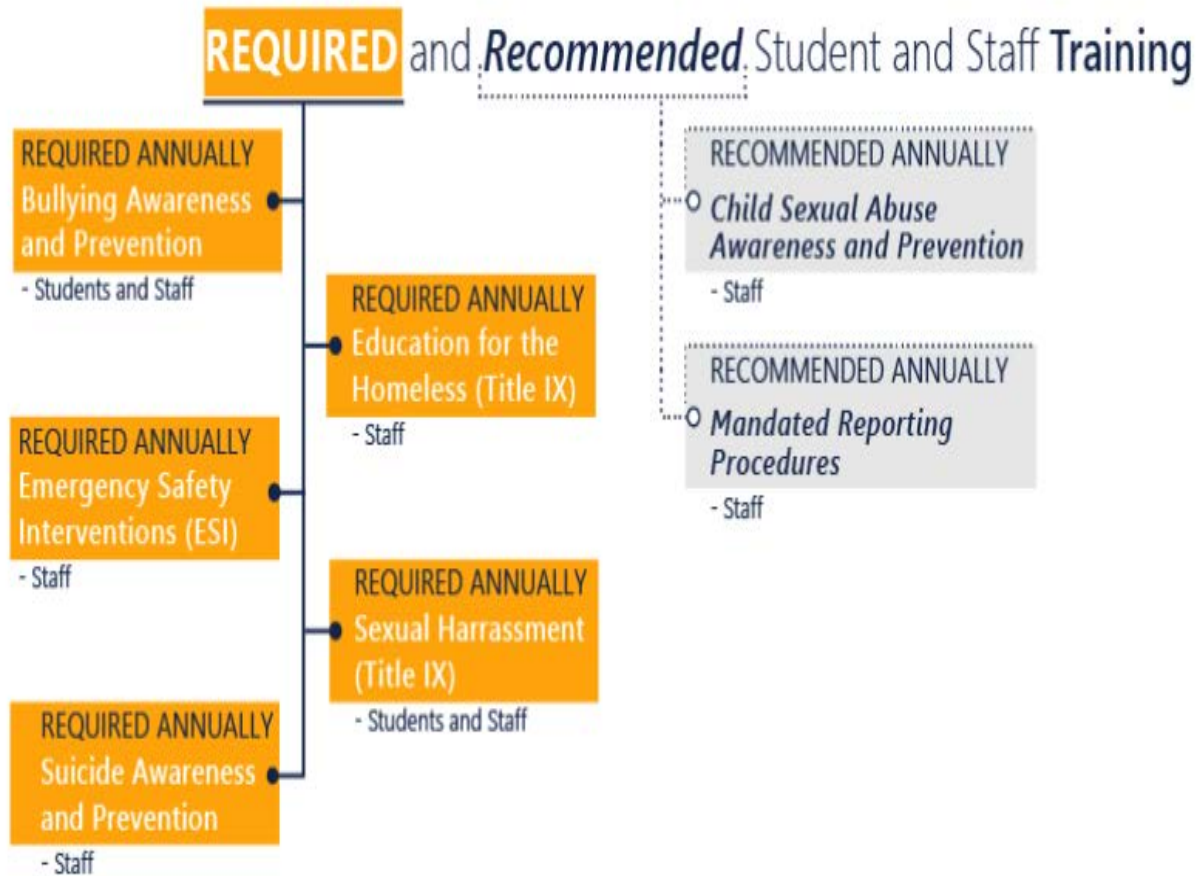 REQUIRED and Recommended Student and Staff Training
REQUIRED ANNUALLY
Bullying Awareness
and Prevention
- Students and Staff
REQUIRED ANNUALLY
Education for the
Homeless (Title IX)
- Staff
REQUIRED ANNUALLY
Emergency Safety
Interventions (ESI)
- Staff
REQUIRED ANNUALLY
Sexual Harrassment
(Title IX)
- Students and Staff
REQUIRED ANNUALLY
Suicide Awareness
and Prevention
- Staff
RECOMMENDED ANNUALLY
Child Sexual Abuse
Awareness and Prevention
- Staff
RECOMMENDED ANNUALLY
Mandated Reporting
Procedures
- Staff